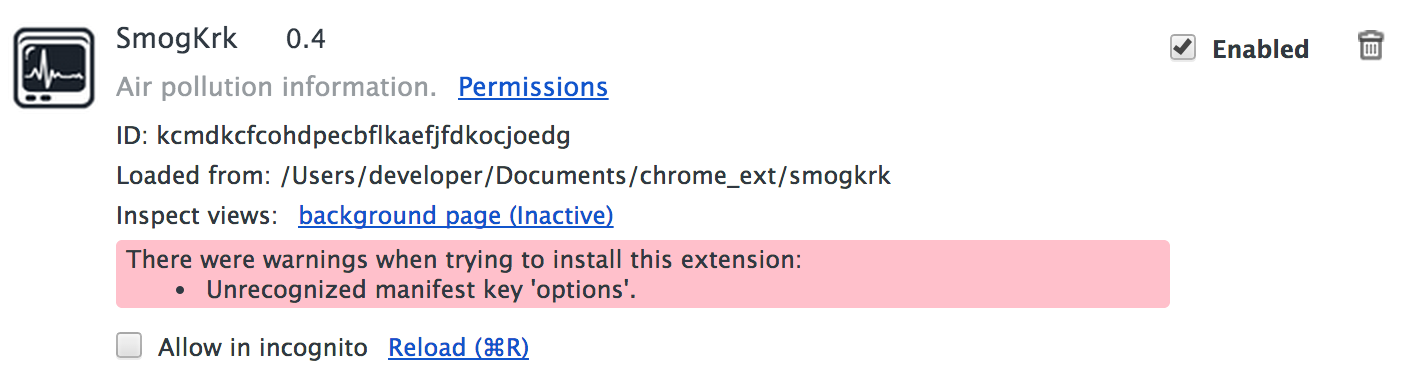 SmogKrk 0.4
Enabled
Air pollution information. Permissions
ID: kcmdkcfcohdpecbflkaefjfdkocjoedg
Loaded from: /Users/developer/Documents/chrome_ext/smogkrk
Inspect views: background page (Inactive)
There were warnings when trying to install this extension:
• Unrecognized manifest key 'options'.
Allow in incognito Reload (⌘R)